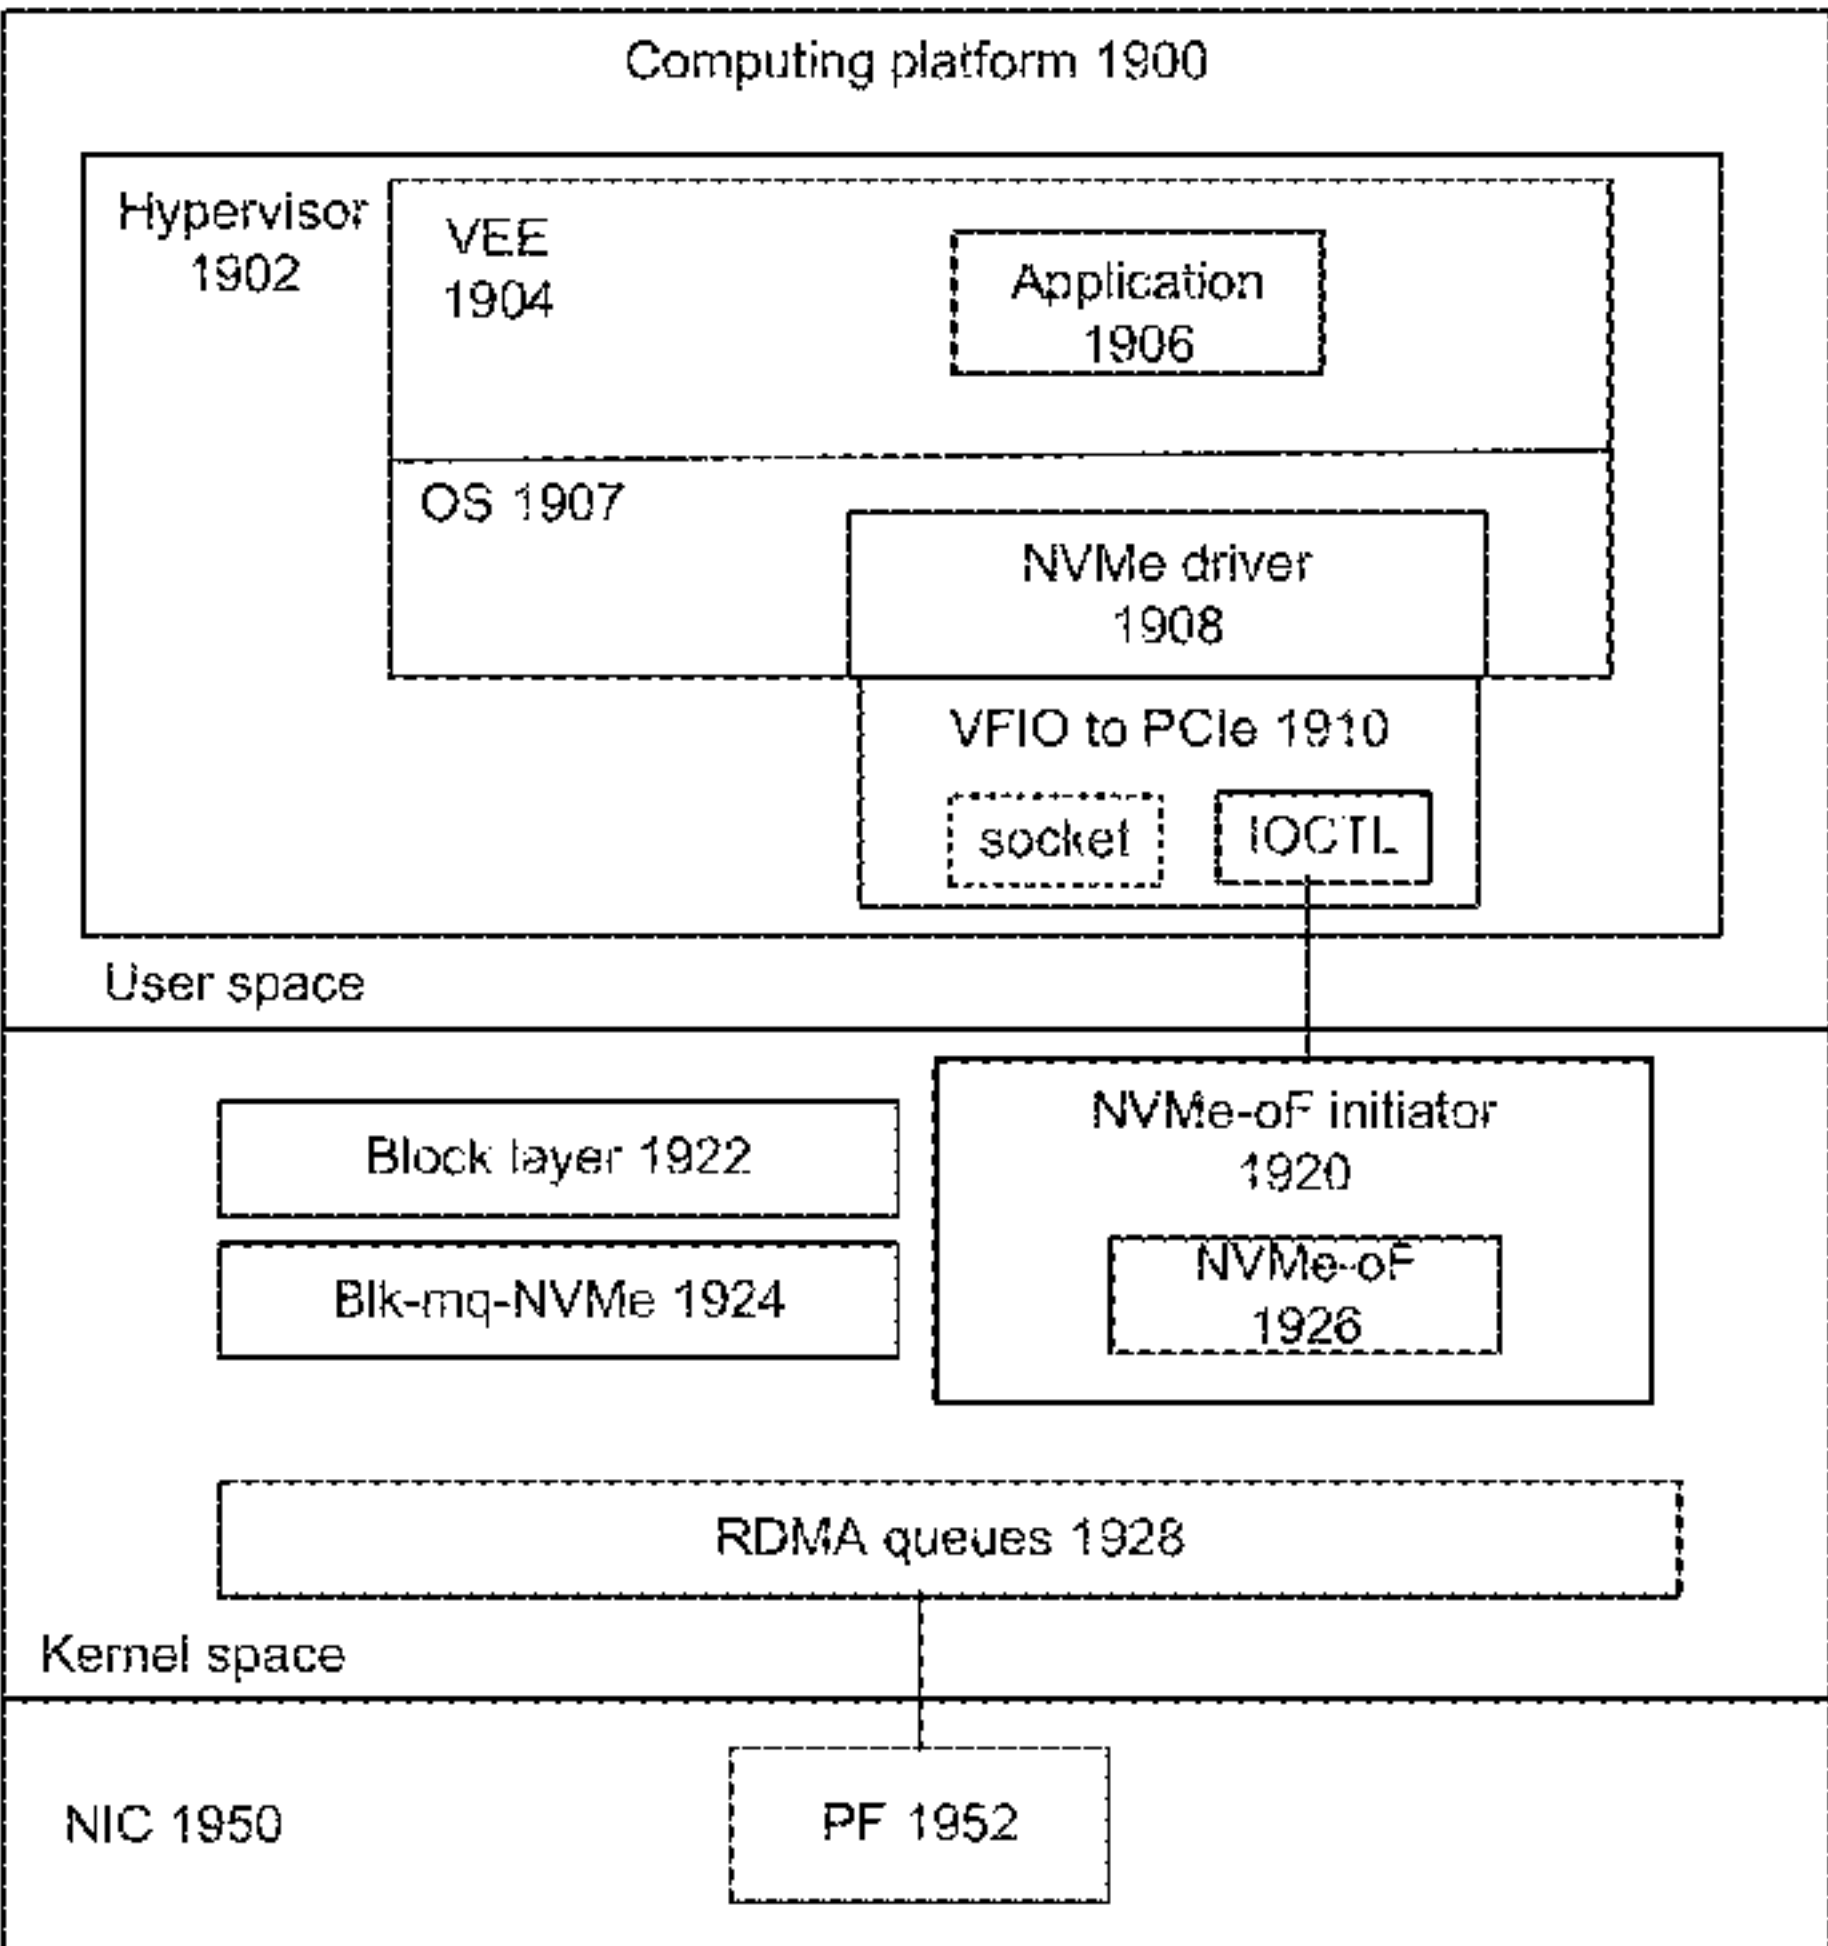 Computing platform 1900
Hypervisor
1902
VEE
1904
Application
1906
OS 1907
NVMe driver
1908
VFIO to PCIe 1910
socket
IOCTL
User space
NVMe-oF initiator
1920
Block layer 1922
Blk-mq-NVMe 1924
NVMe-oF
1926
RDMA queues 1928
Kernel space
NIC 1950
PF 1952